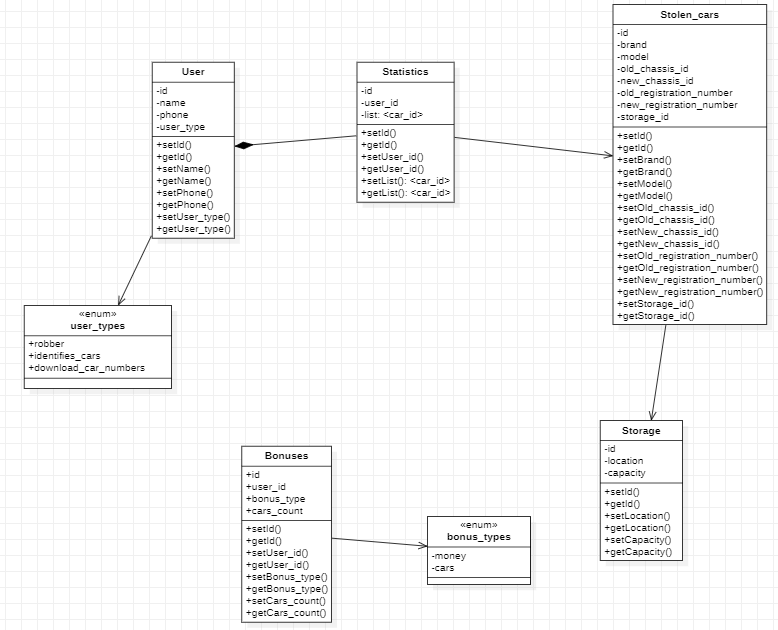 Stolen_cars
-id
-brand
-model
-old_chassis_id
-new_chassis_id
-old_registration_number
-new_registration_number
-storage_id
+setId()
+getId()
+setBrand()
+getBrand()
+setModel()
+getModel()
+setOld_chassis_id()
+getOld_chassis_id()
+setNew_chassis_id()
+getNew_chassis_id()
+setOld_registration_number()
+getOld_registration_number()
+setNew_registration_number()
+getNew_registration_number()
+setStorage_id()
+getStorage_id()
User
-id
-name
-phone
-user_type
+setId()
+getId()
+setName()
+getName()
+setPhone()
+getPhone()
+setUser_type()
+getUser_type()
Statistics
-id
-user_id
-list: <car_id>
+setId()
+getId()
+setUser_id()
+getUser_id()
+setList(): <car_id>
+getList(): <car_id>
«enum»
user_types
+robber
+identifies_cars
+download_car_numbers
Storage
-id
-location
-capacity
+setId()
+getId()
+setLocation()
+getLocation()
+setCapacity()
+getCapacity()
Bonuses
+id
+user_id
+bonus_type
+cars_count
+setId()
+getId()
+setUser_id()
+getUser_id()
+setBonus_type()
+getBonus_type()
+setCars_count()
+getCars_count()
«enum»
bonus_types
-money
-cars